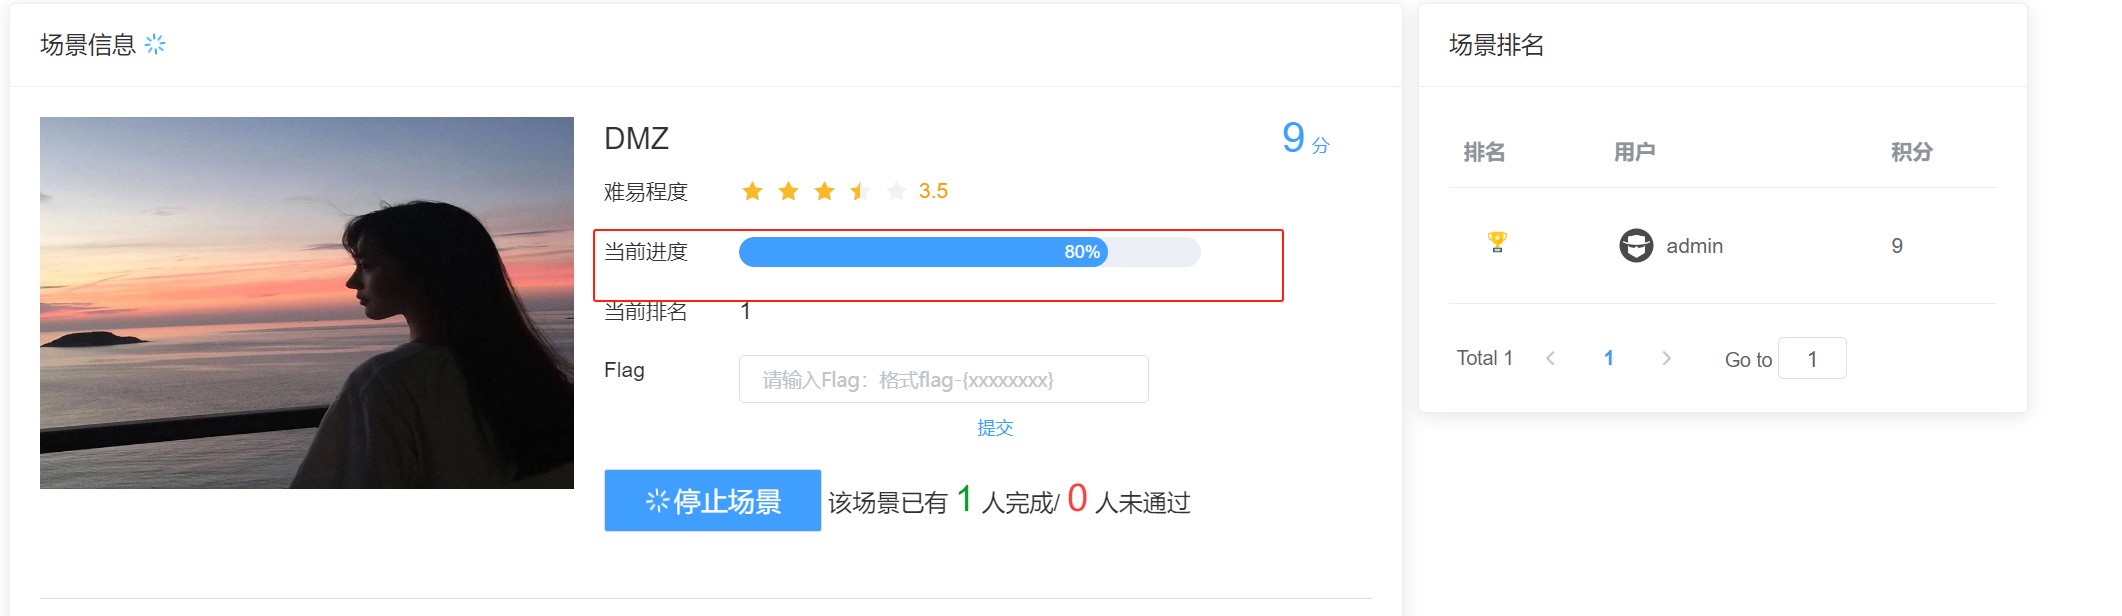 场景信息
DMZ
9 分
难易程度 3.5
当前进度 80%
当前排名 1
Flag 请输入Flag：格式flag-{xxxxxxxx}
提交
停止场景 该场景已有 1 人完成/ 0 人未通过
场景排名
排名 用户 积分
admin 9
Total 1 1 Go to 1